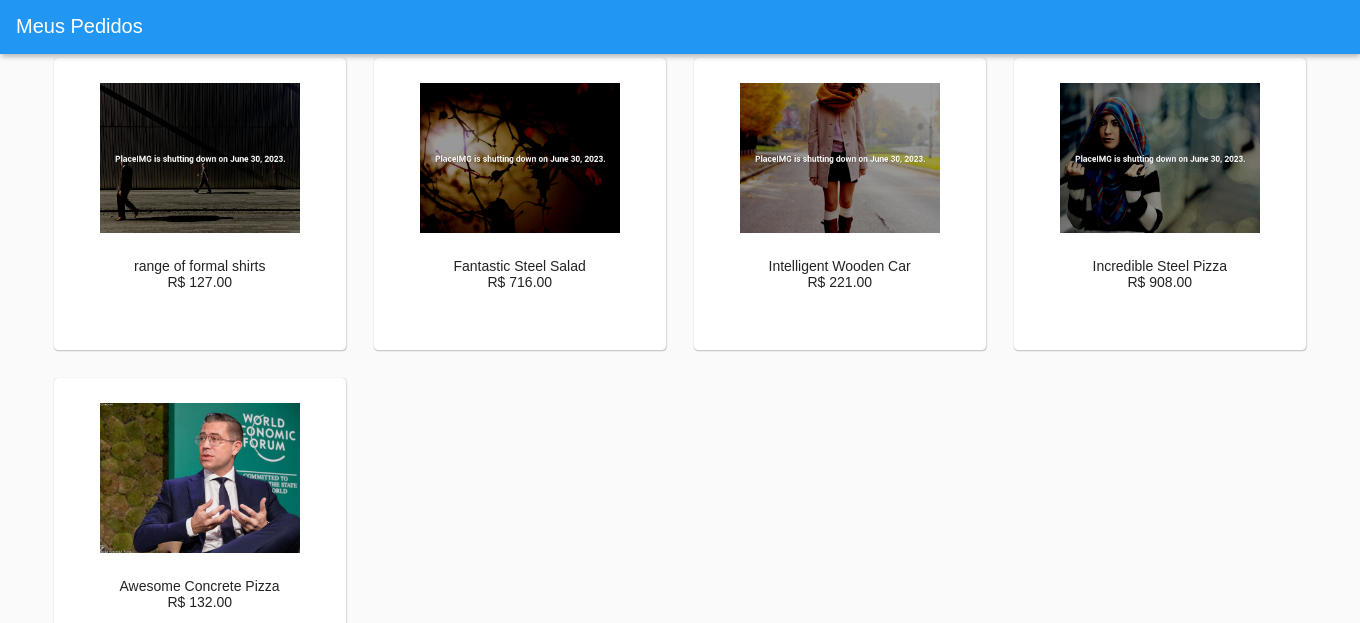 Meus Pedidos
PlaceIMG is shutting down on June 30, 2023.
range of formal shirts
R$ 127.00
PlaceIMG is shutting down on June 30, 2023.
Fantastic Steel Salad
R$ 716.00
PlaceIMG is shutting down on June 30, 2023.
Intelligent Wooden Car
R$ 221.00
PlaceIMG is shutting down on June 30, 2023.
Incredible Steel Pizza
R$ 908.00
WORLD
ECONOMIC
FORUM
COMMITTED TO
THE STATE
WORLD
Awesome Concrete Pizza
R$ 132.00